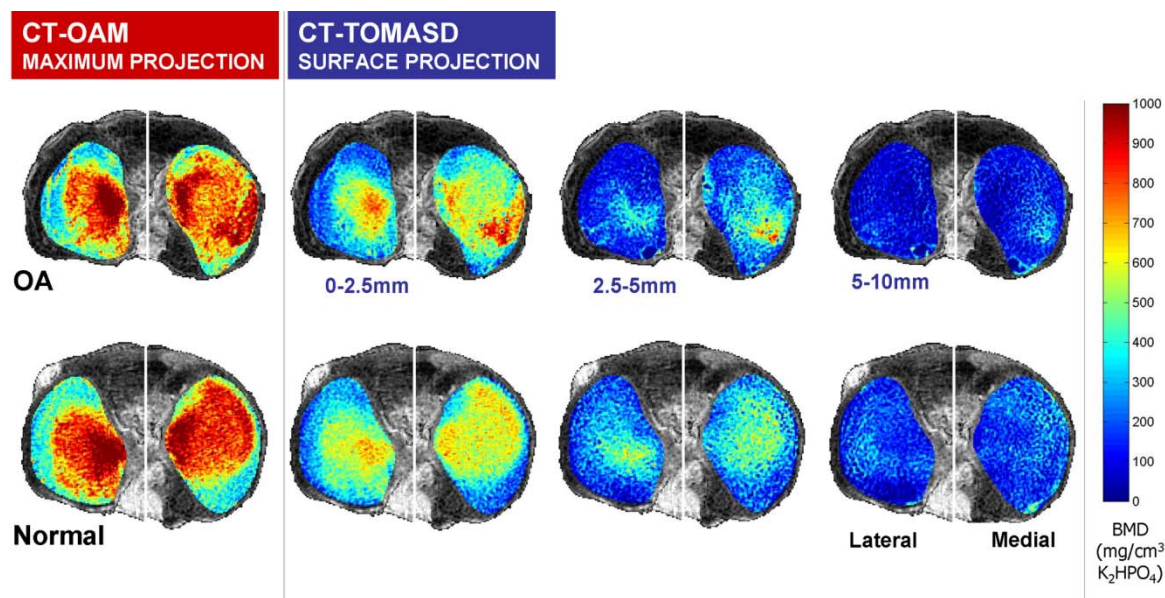 CT-OAM
MAXIMUM PROJECTION
CT-TOMASD
SURFACE PROJECTION
OA
0-2.5mm
2.5-5mm
5-10mm
Normal
Lateral
Medial
1000
900
800
700
600
500
400
300
200
100
0
BMD
(mg/cm³
K₂HPO₄)